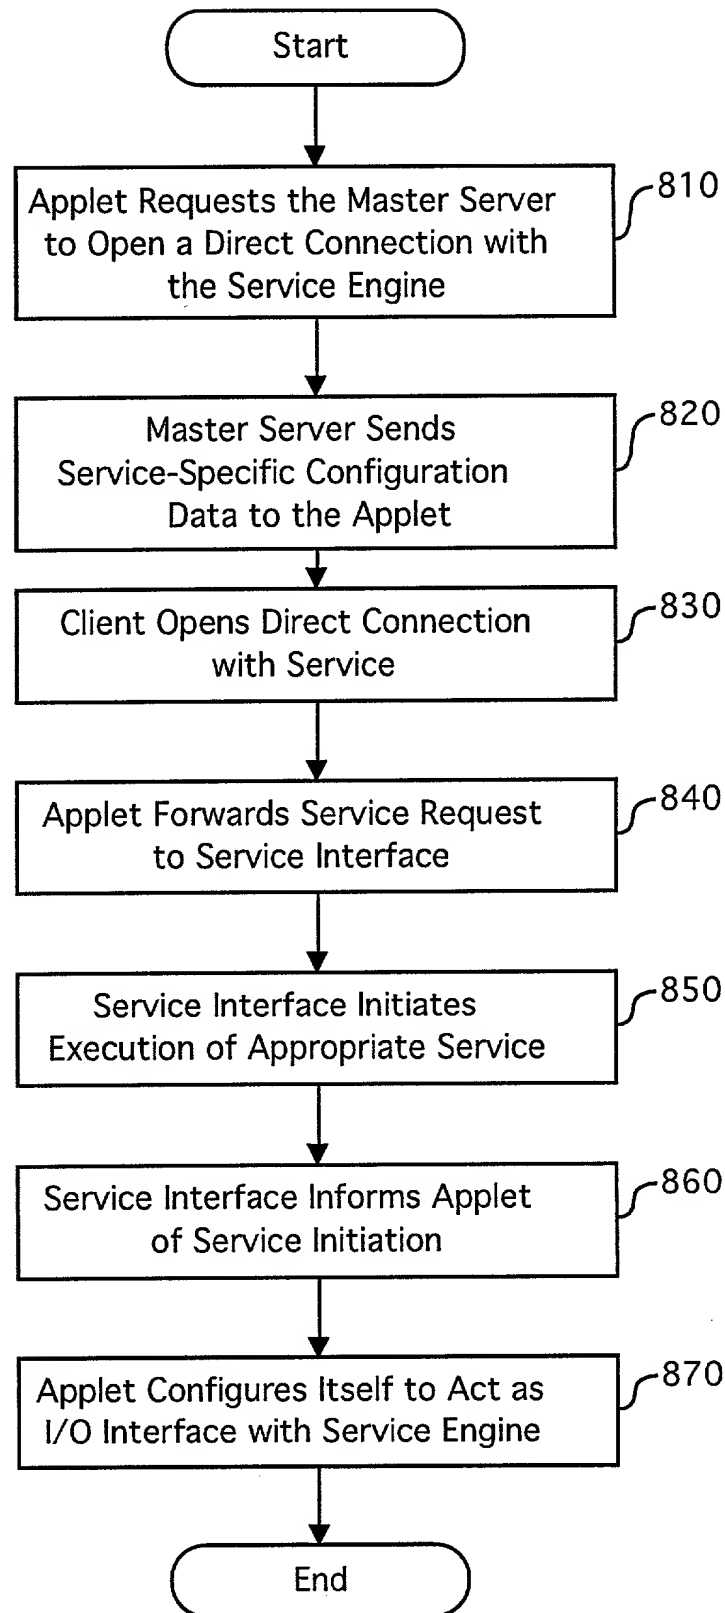 Start
Applet Requests the Master Server
to Open a Direct Connection with
the Service Engine
810
Master Server Sends
Service-Specific Configuration
Data to the Applet
820
Client Opens Direct Connection
with Service
830
Applet Forwards Service Request
to Service Interface
840
Service Interface Initiates
Execution of Appropriate Service
850
Service Interface Informs Applet
of Service Initiation
860
Applet Configures Itself to Act as
I/O Interface with Service Engine
870
End